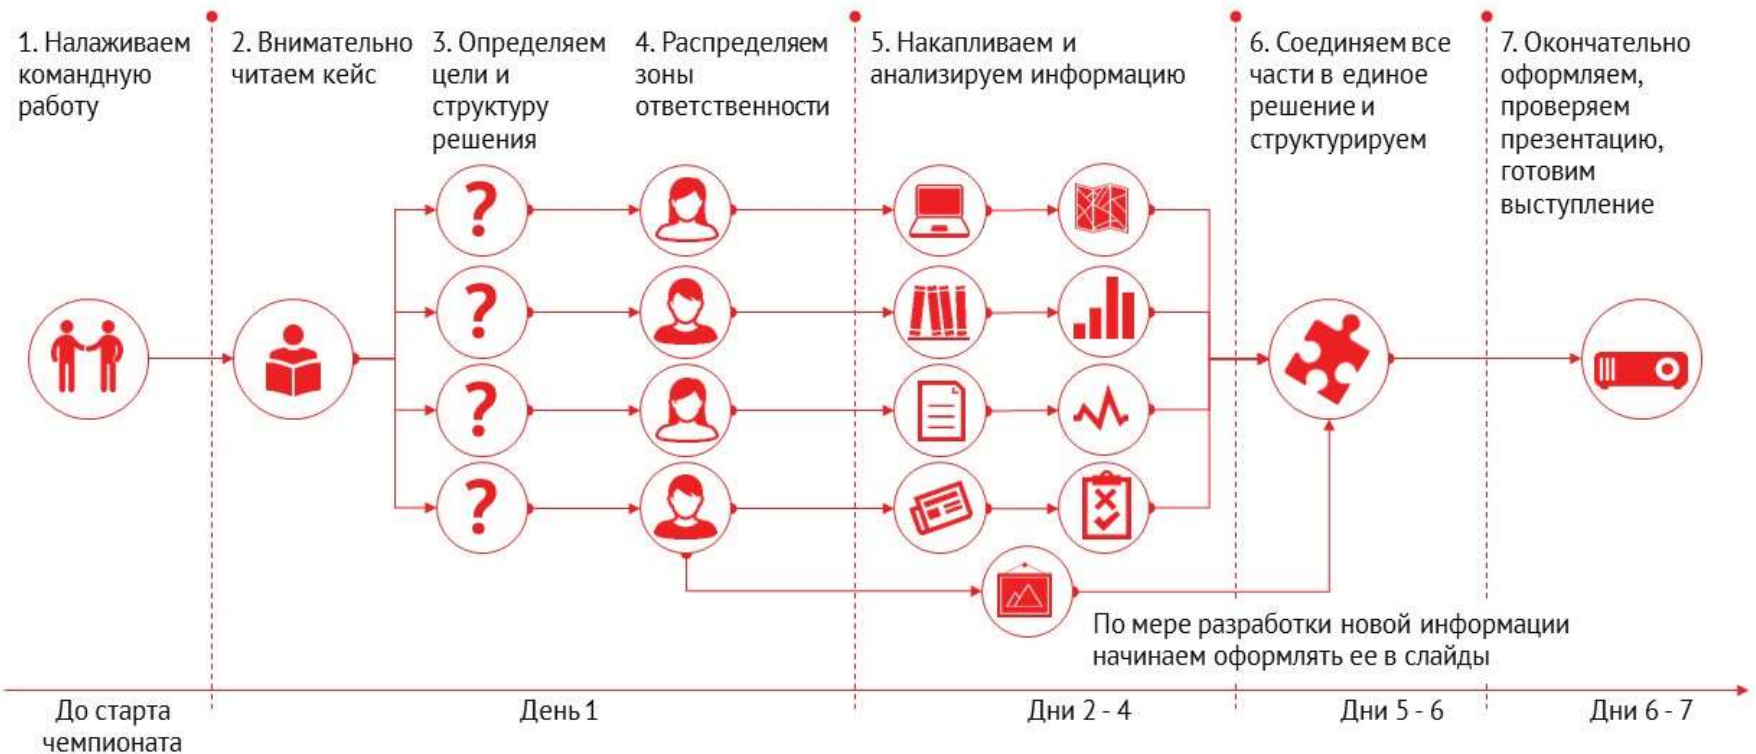 1. Налаживаем
командную
работу
2. Внимательно
читаем кейс
3. Определяем
цели и
структуру
решения
4. Распределяем
зоны
ответственности
5. Накапливаем и
анализируем информацию
6. Соединяем все
части в единое
решение и
структурируем
7. Окончательно
оформляем,
проверяем
презентацию,
готовим
выступление
? 
?
?
?
По мере разработки новой информации
начинаем оформлять ее в слайды
До старта
чемпионата
День 1
Дни 2 - 4
Дни 5 - 6
Дни 6 - 7